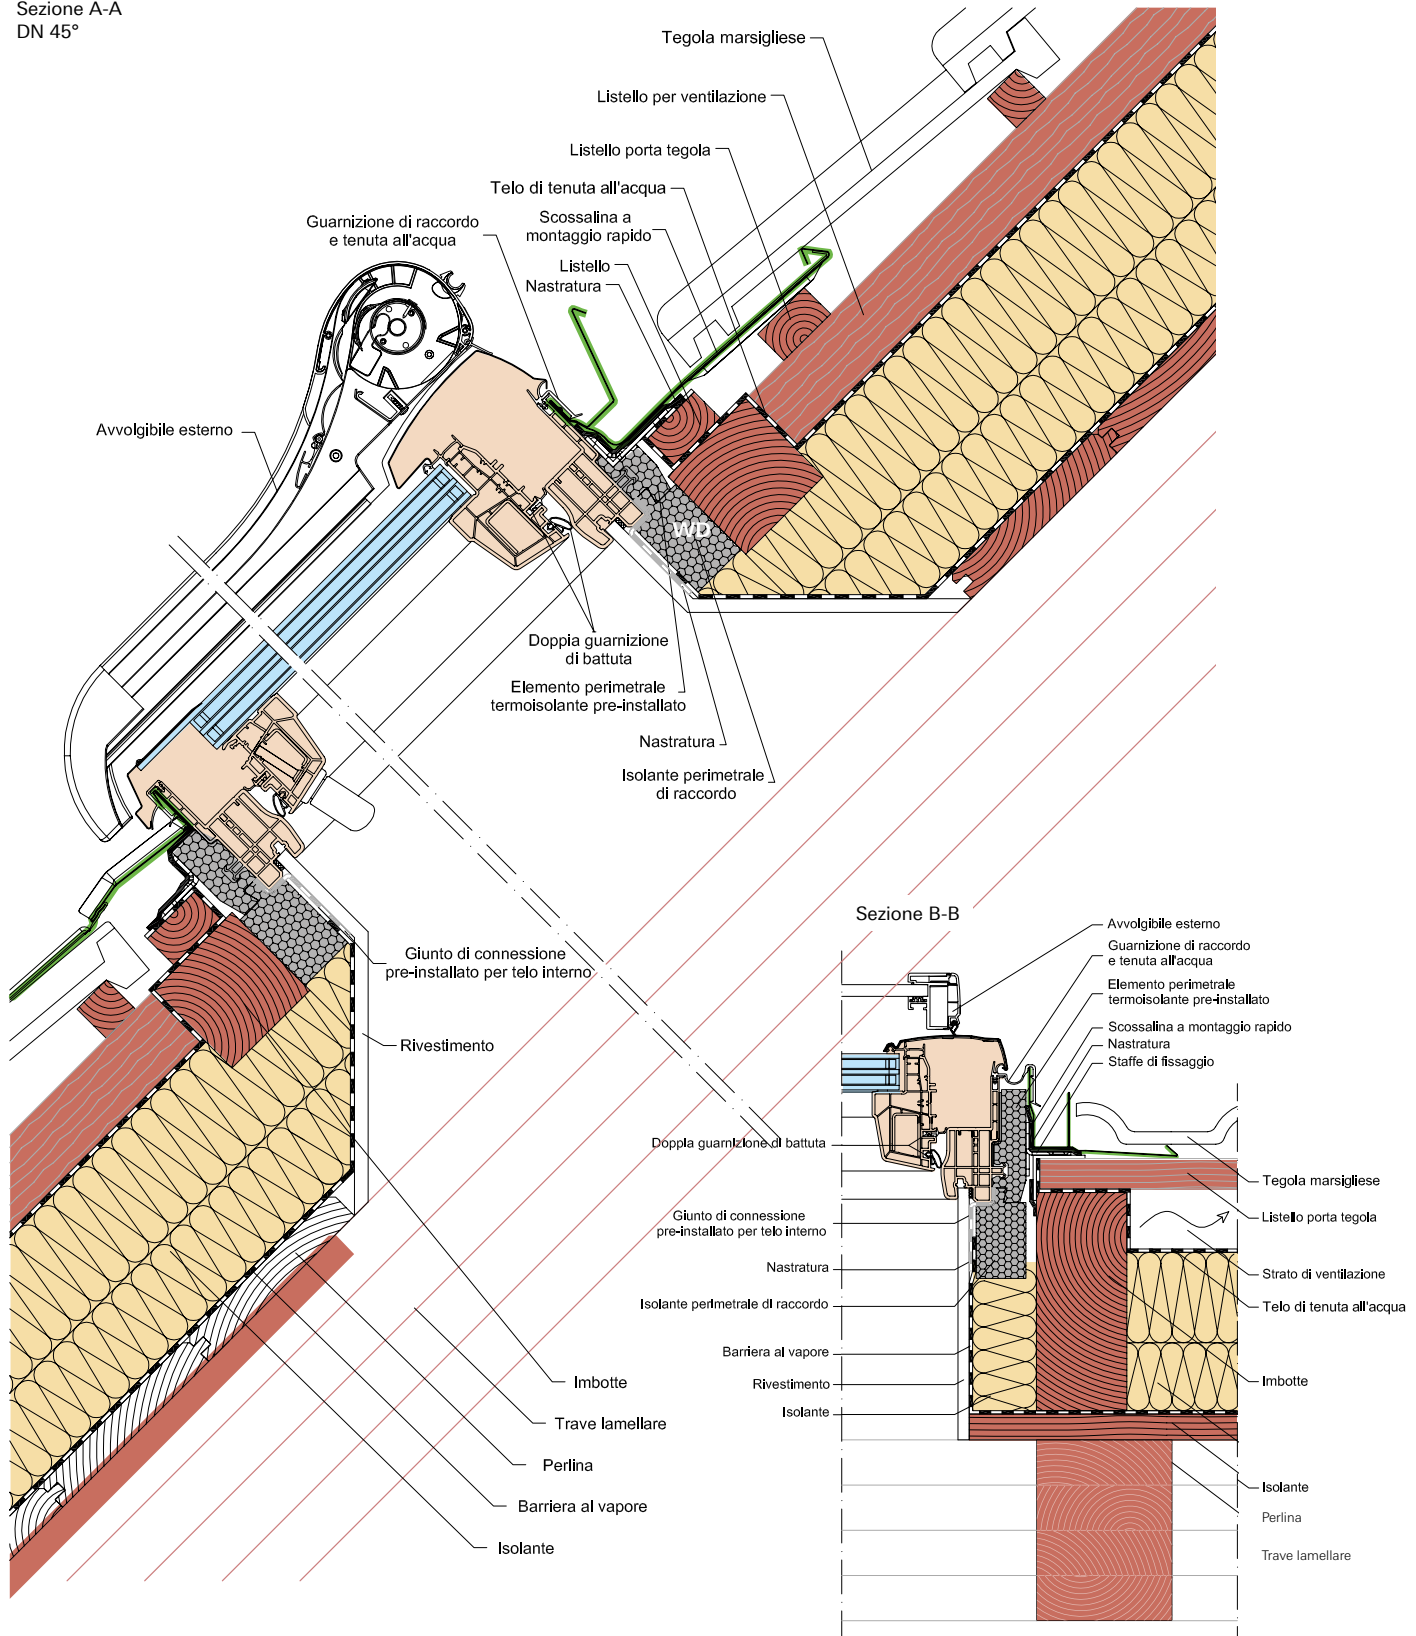 Sezione A-A
DN 45°
Tegola marsigliese
Listello per ventilazione
Listello porta tegola
Telo di tenuta all'acqua
Scossalina a
montaggio rapido
Guarnizione di raccordo
e tenuta all'acqua
Listello
Nastratura
Avvolgibile esterno
WD
Doppia guarnizione
di battuta
Elemento perimetrale
termoisolante pre-installato
Nastratura
Isolante perimetrale
di raccordo
Giunto di connessione
pre-installato per telo interno
Rivestimento
Imbotte
Trave lamellare
Perlina
Barriera al vapore
Isolante
Sezione B-B
Avvolgibile esterno
Guarnizione di raccordo
e tenuta all'acqua
Elemento perimetrale
termoisolante pre-installato
Scossalina a montaggio rapido
Nastratura
Staffe di fissaggio
Doppia guarnizione di battuta
Giunto di connessione
pre-installato per telo interno
Nastratura
Isolante perimetrale di raccordo
Barriera al vapore
Rivestimento
Isolante
Tegola marsigliese
Listello porta tegola
Strato di ventilazione
Telo di tenuta all'acqua
Imbotte
Isolante
Perlina
Trave lamellare